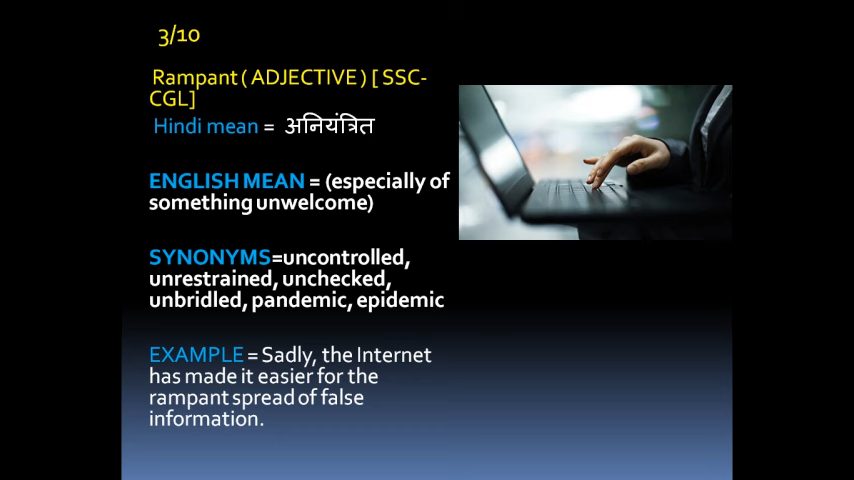 3/10
Rampant ( ADJECTIVE ) [ SSC-
CGL]
Hindi mean = अनियंत्रित
ENGLISH MEAN = (especially of
something unwelcome)
SYNONYMS=uncontrolled,
unrestrained, unchecked,
unbridled, pandemic, epidemic
EXAMPLE = Sadly, the Internet
has made it easier for the
rampant spread of false
information.